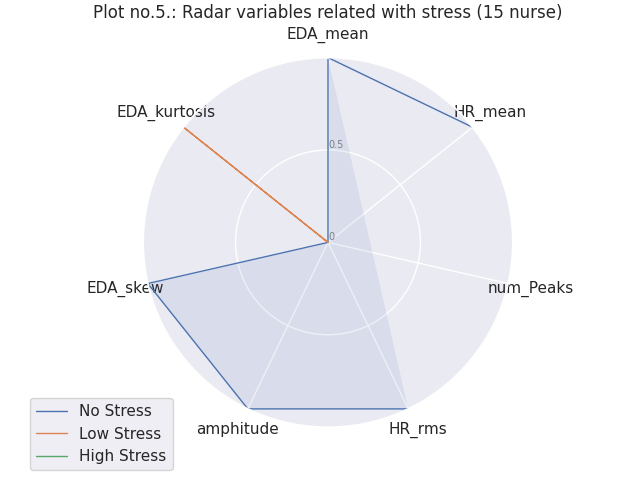 Plot no.5.: Radar variables related with stress (15 nurse)
EDA_mean
EDA_kurtosis
HR_mean
0.5
0
EDA_skew
num_Peaks
amphitude
HR_rms
No Stress
Low Stress
High Stress